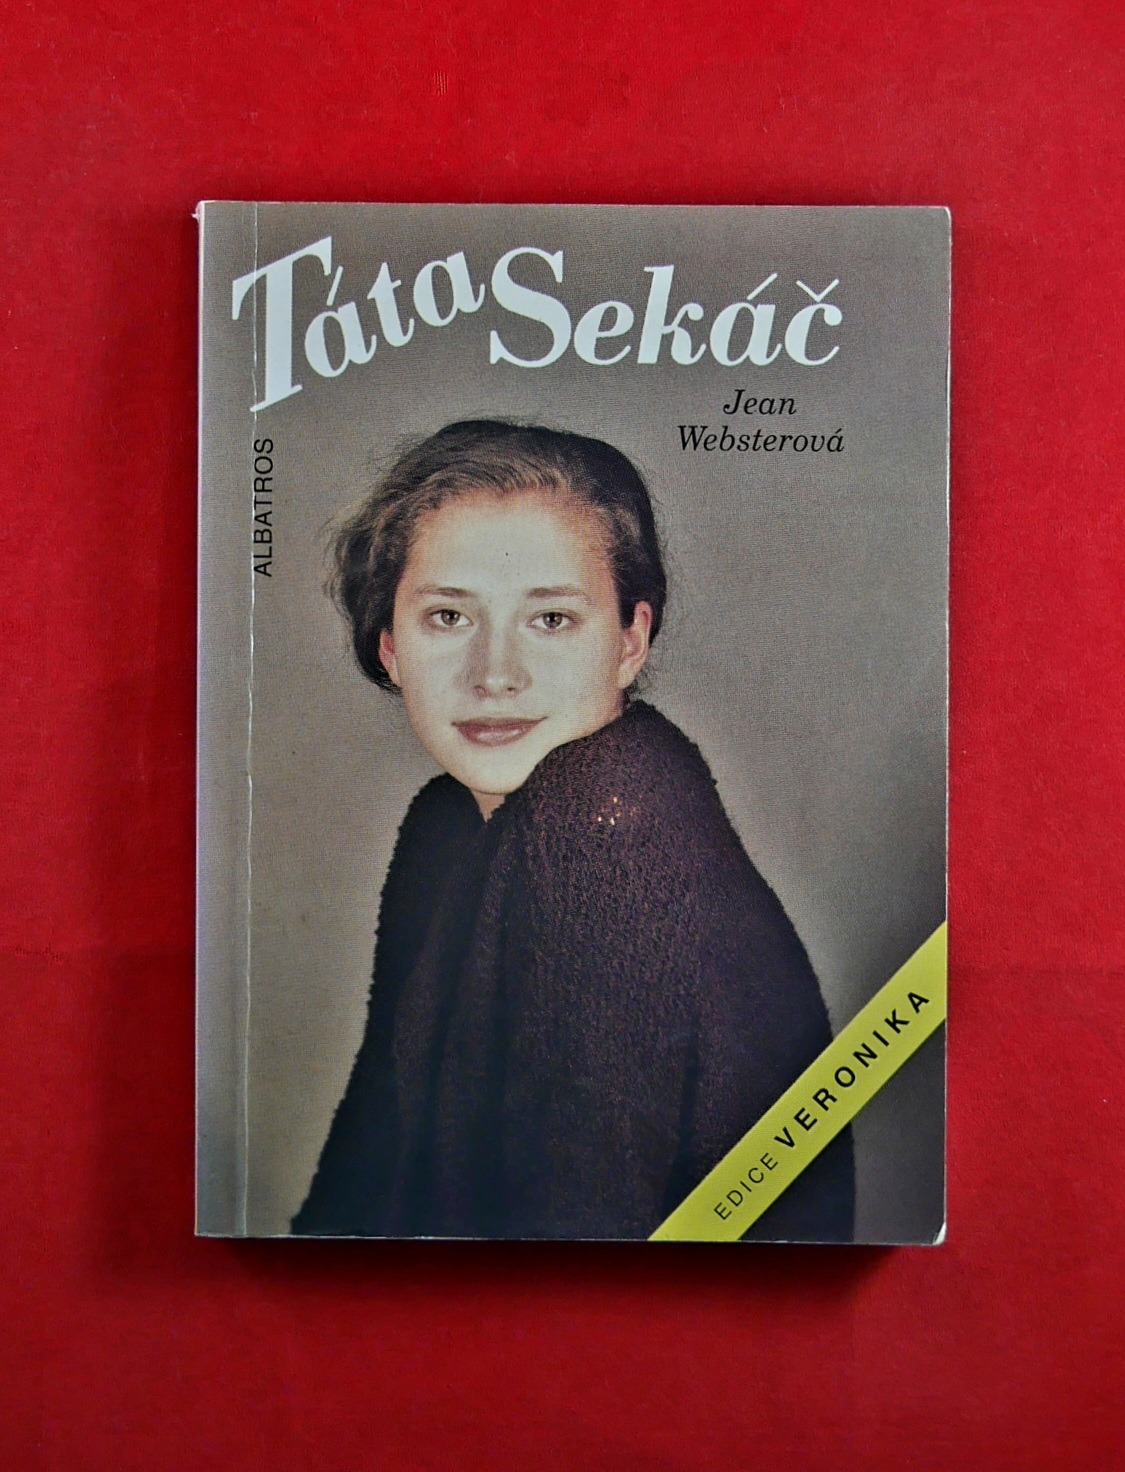 Táta Sekáč
Jean
Websterová
ALBATROS
EDICE VERONIKA